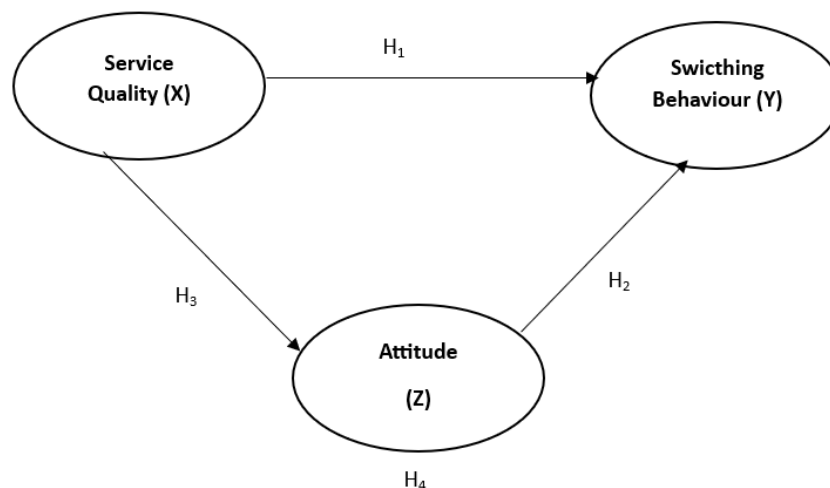 Service
Quality (X)
H₁
Swicthing
Behaviour (Y)
H₃
H₂
Attitude
(Z)
H₄